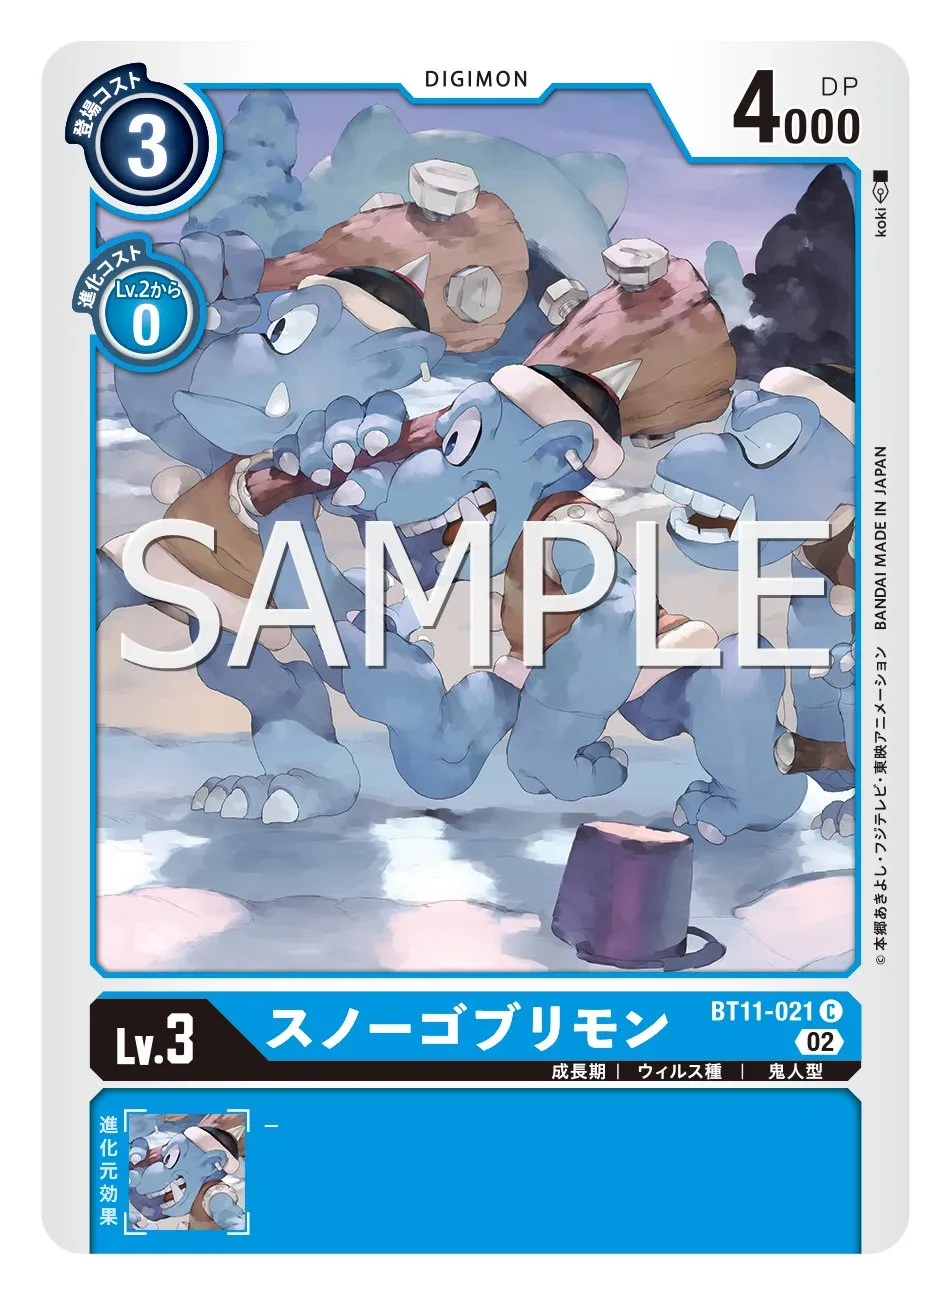 DIGIMON
登場コスト
3
DP
4000
進化コスト
Lv.2から
0
koki
SAMPLE
BANDAI MADE IN JAPAN
©本郷あきよし・フジテレビ・東映アニメーション
Lv.3
スノーゴブリモン
BT11-021 C
02
成長期 | ウィルス種 | 鬼人型
進化元効果
－